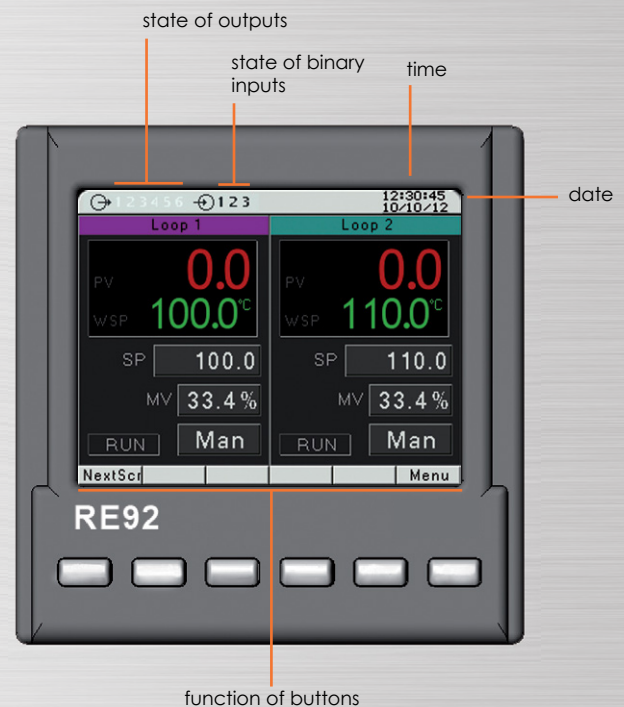 state of outputs
state of binary
inputs
time
date
123456 123
12:30:45
10/10/12
Loop 1 Loop 2
PV 0.0 PV 0.0
WSP 100.0°C WSP 110.0°C
SP 100.0 SP 110.0
MV 33.4% MV 33.4%
RUN Man RUN Man
NextScr Menu
RE92
function of buttons